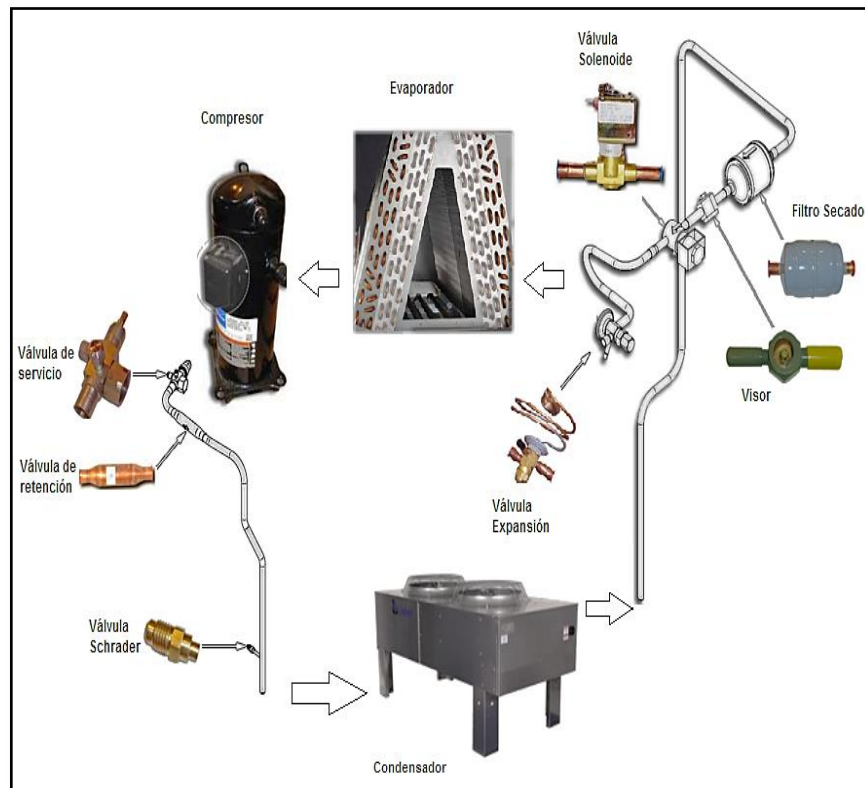 Válvula
Solenoide
Evaporador
Compresor
Filtro Secado
Válvula de
servicio
Visor
Válvula de
retención
Válvula
Expansión
Válvula
Schrader
Condensador